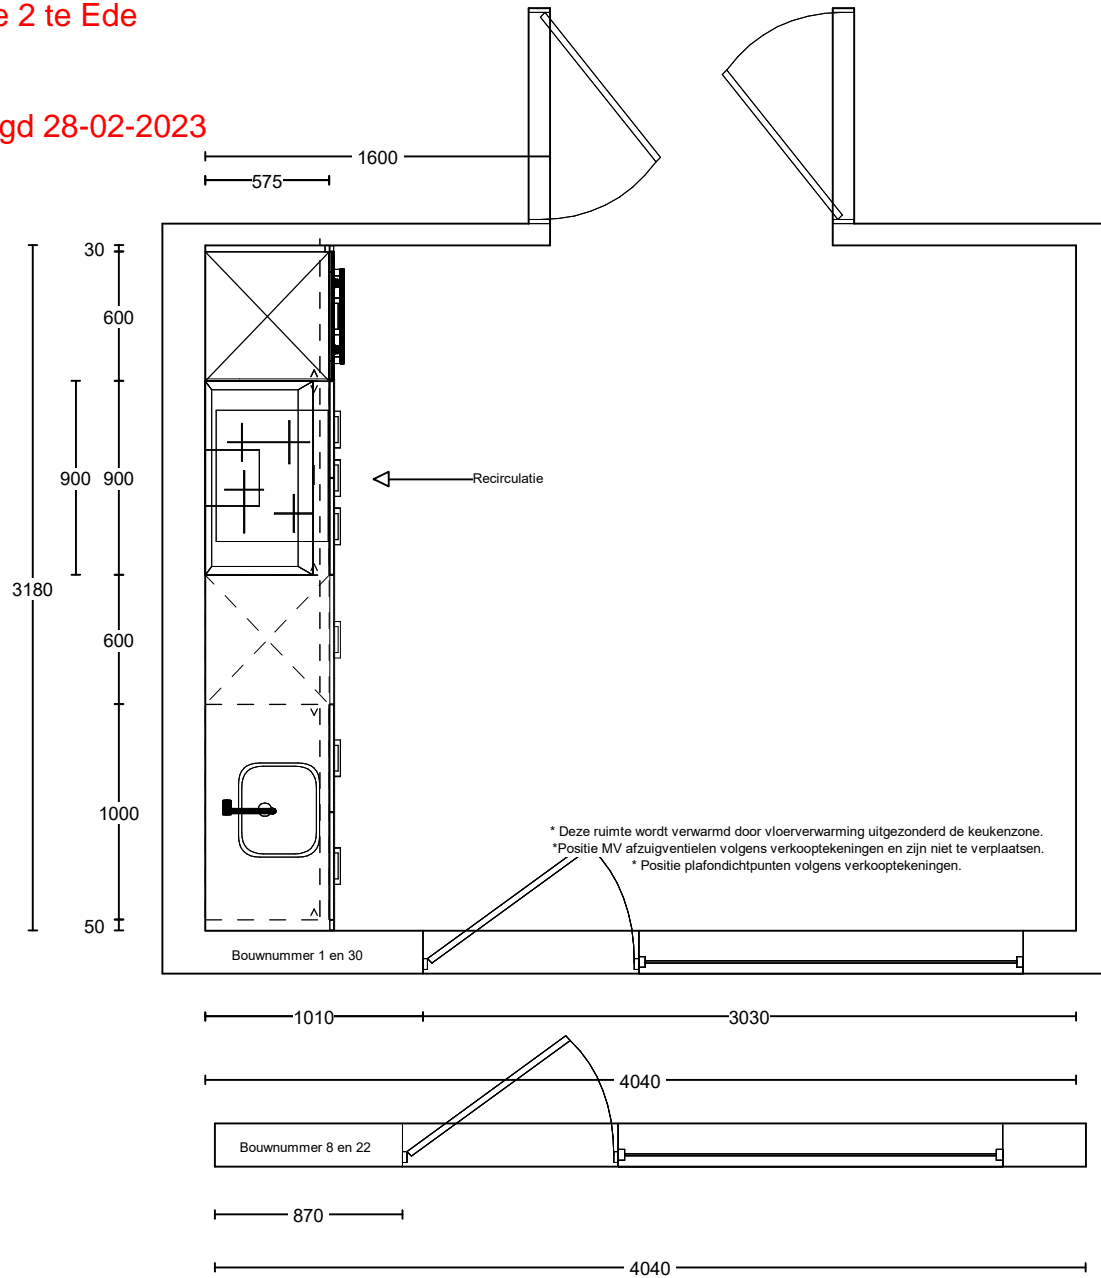 e 2 te Ede
gd 28-02-2023
1600
575
30
600
900 900
Recirculatie
3180
600
1000
* Deze ruimte wordt verwarmd door vloerverwarming uitgezonderd de keukenzone.
*Positie MV afzuigventielen volgens verkooptekeningen en zijn niet te verplaatsen.
* Positie plafondichtpunten volgens verkooptekeningen.
50
Bouwnummer 1 en 30
1010
3030
4040
Bouwnummer 8 en 22
870
4040